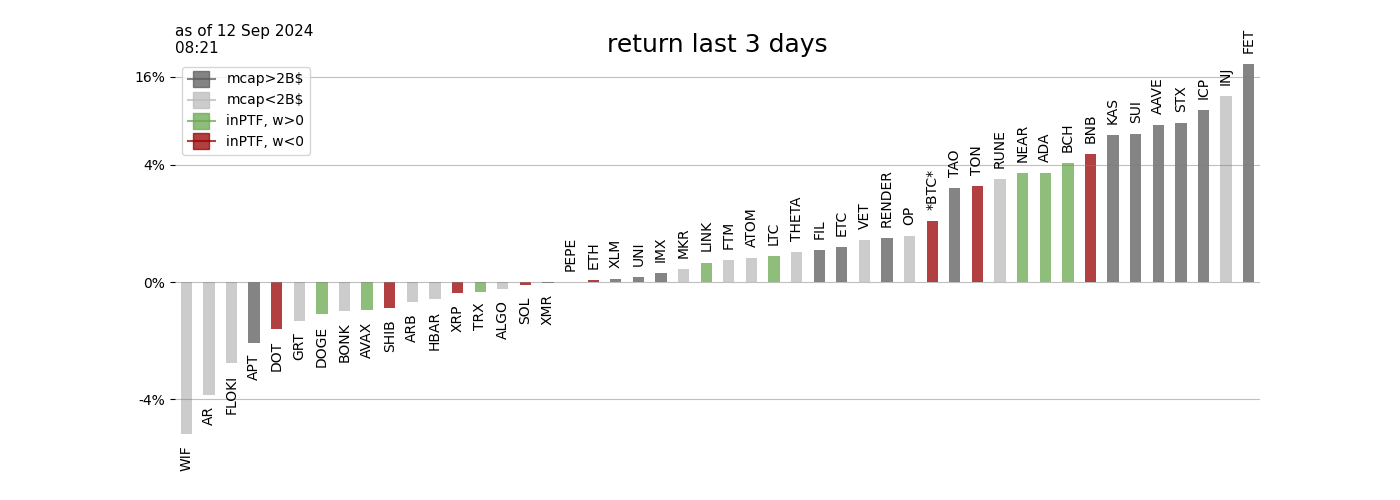 as of 12 Sep 2024
08:21
return last 3 days
mcap>2B$
mcap<2B$
inPTF, w>0
inPTF, w<0
16%
4%
0%
-4%
WIF
AR
FLOKI
APT
DOT
GRT
DOGE
BONK
AVAX
SHIB
ARB
HBAR
XRP
TRX
ALGO
SOL
XMR
PEPE
ETH
XLM
UNI
IMX
MKR
LINK
FTM
ATOM
LTC
THETA
FIL
ETC
VET
RENDER
OP
*BTC*
TAO
TON
RUNE
NEAR
ADA
BCH
BNB
KAS
SUI
AAVE
STX
ICP
INJ
FET